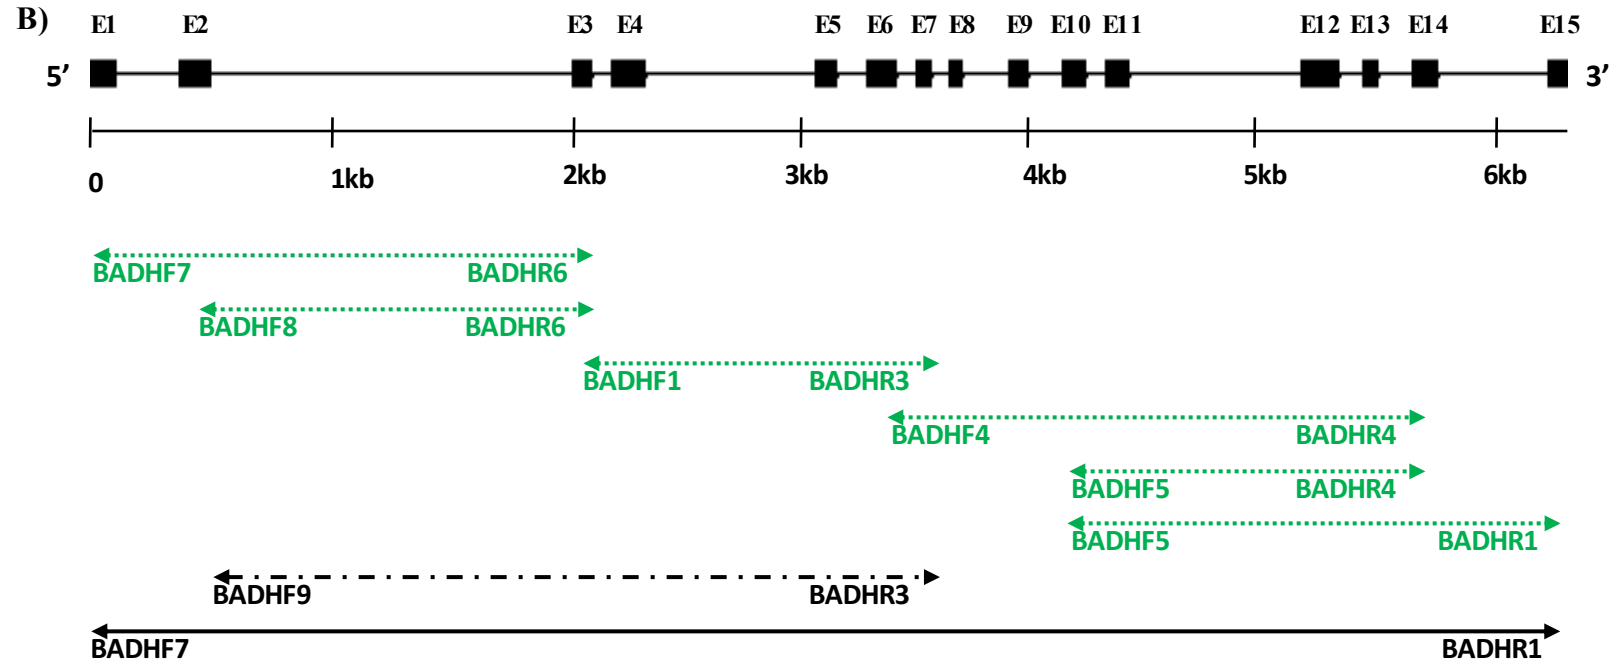 B) E1 E2 E3 E4 E5 E6 E7 E8 E9 E10 E11 E12 E13 E14 E15
5’ 3’
0 1kb 2kb 3kb 4kb 5kb 6kb
BADHF7 BADHR6
BADHF8 BADHR6
BADHF1 BADHR3
BADHF4 BADHR4
BADHF5 BADHR4
BADHF5 BADHR1
BADHF9 BADHR3
BADHF7 BADHR1